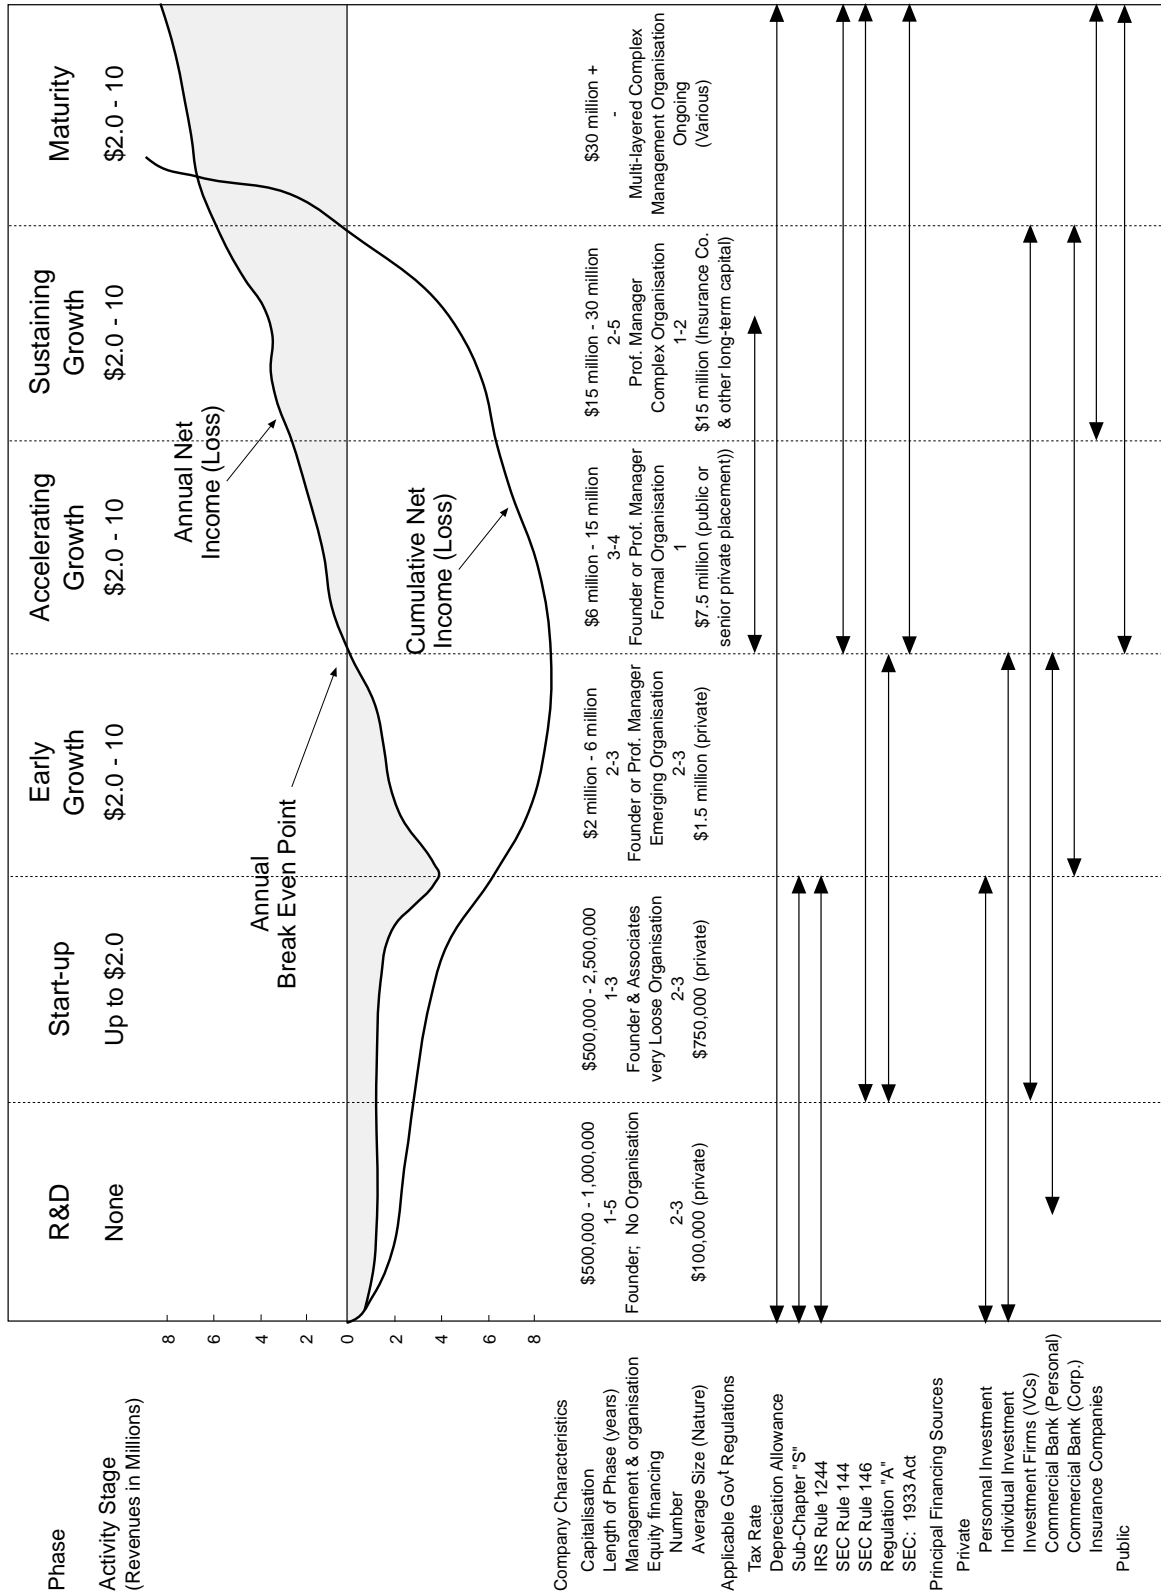 Phase
R&D
Start-up
Early
Growth
Accelerating
Growth
Sustaining
Growth
Maturity
Activity Stage
(Revenues in Millions)
None
Up to $2.0
$2.0 - 10
$2.0 - 10
$2.0 - 10
$2.0 - 10
8
6
4
2
0
2
4
6
8
Annual
Break Even Point
Annual Net
Income (Loss)
Cumulative Net
Income (Loss)
Company Characteristics
Capitalisation
$500,000 - 1,000,000
$500,000 - 2,500,000
$2 million - 6 million
$6 million - 15 million
$15 million - 30 million
$30 million +
Length of Phase (years)
1-5
1-3
2-3
3-4
2-5
-
Management & organisation
Founder; No Organisation
Founder & Associates
very Loose Organisation
Founder or Prof. Manager
Emerging Organisation
Founder or Prof. Manager
Formal Organisation
Prof. Manager
Complex Organisation
Multi-layered Complex
Management Organisation
Equity financing
Number
2-3
2-3
2-3
1
1-2
Ongoing
Average Size (Nature)
$100,000 (private)
$750,000 (private)
$1.5 million (private)
$7.5 million (public or
senior private placement))
$15 million (Insurance Co.
& other long-term capital)
(Various)
Applicable Gov† Regulations
Tax Rate
Depreciation Allowance
Sub-Chapter "S"
IRS Rule 1244
SEC Rule 144
SEC Rule 146
Regulation "A"
SEC: 1933 Act
Principal Financing Sources
Private
Personnal Investment
Individual Investment
Investment Firms (VCs)
Commercial Bank (Personal)
Commercial Bank (Corp.)
Insurance Companies
Public